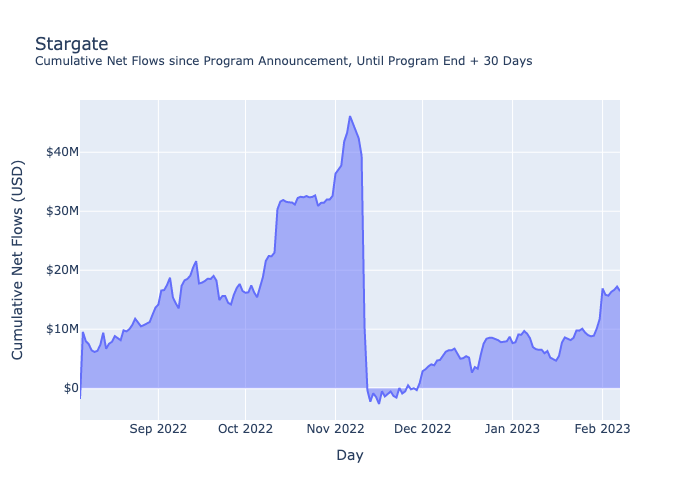 Stargate
Cumulative Net Flows since Program Announcement, Until Program End + 30 Days
Cumulative Net Flows (USD)
$40M
$30M
$20M
$10M
$0
Sep 2022 Oct 2022 Nov 2022 Dec 2022 Jan 2023 Feb 2023
Day